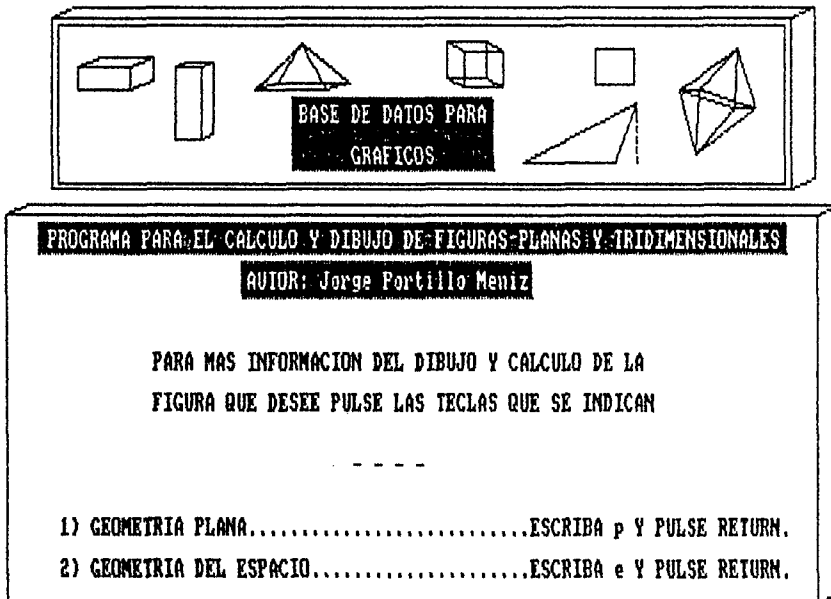 BASE DE DATOS PARA
GRAFICOS
PROGRAMA PARA EL CALCULO Y DIBUJO DE FIGURAS PLANAS Y TRIDIMENSIONALES
AUTOR: Jorge Portillo Meniz
PARA MAS INFORMACION DEL DIBUJO Y CALCULO DE LA
FIGURA QUE DESEE PULSE LAS TECLAS QUE SE INDICAN
- - - -
1) GEOMETRIA PLANA..........................ESCRIBA p Y PULSE RETURN.
2) GEOMETRIA DEL ESPACIO....................ESCRIBA e Y PULSE RETURN.